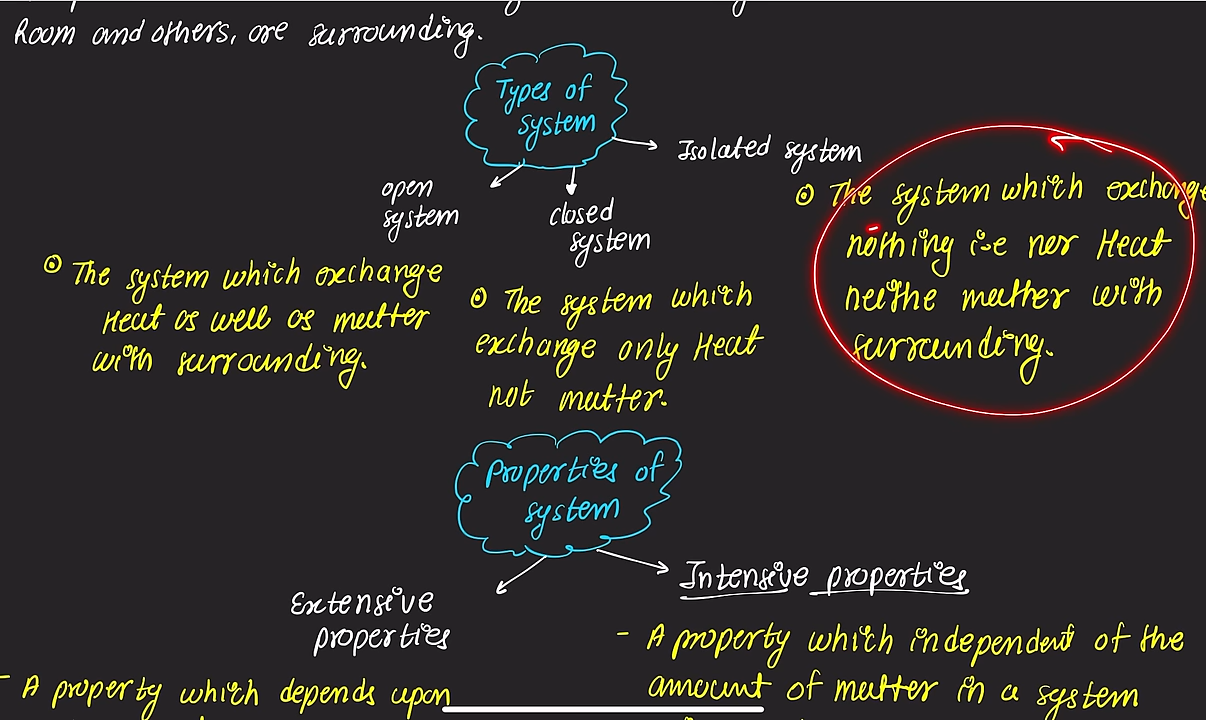 Room and others, are surrounding.
Types of
system
Isolated system
open
system
closed
system
The system which exchange
Heat as well as matter
with surrounding.
The system which
exchange only Heat
not matter.
The system which exchange
nothing i.e nor Heat
neithe matter with
surrounding.
Properties of
system
Extensive
properties
- A property which depends upon
Intensive properties
- A property which independent of the
amount of matter in a system